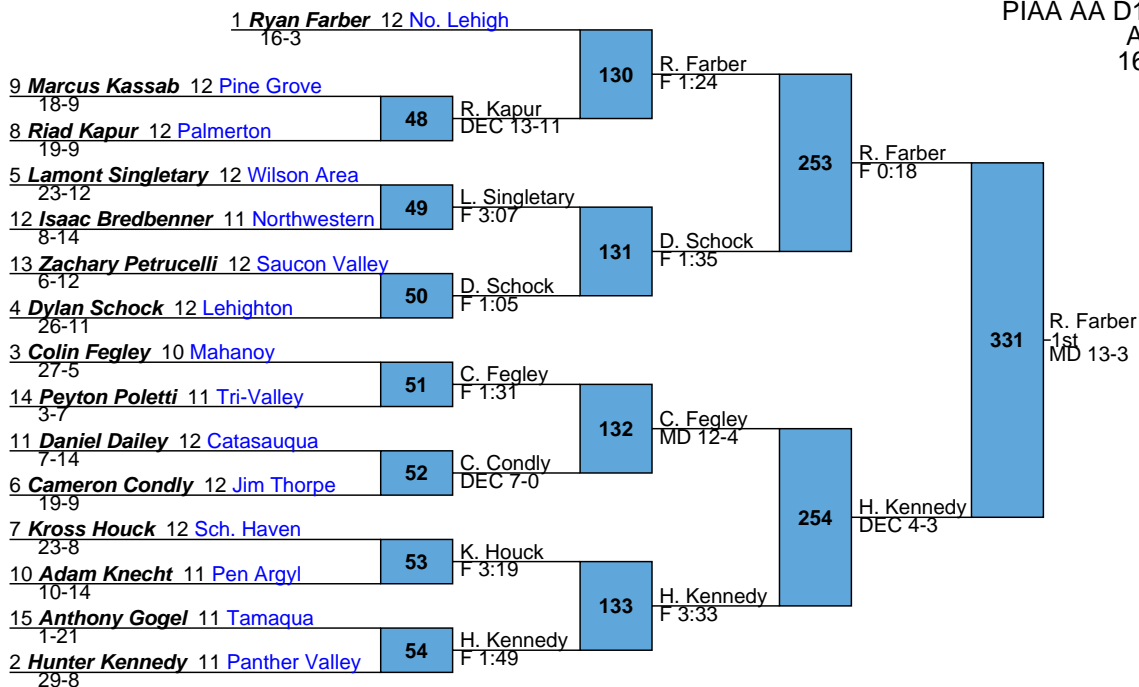 PIAA AA D1
A
16
1 Ryan Farber 12 No. Lehigh
16-3
9 Marcus Kassab 12 Pine Grove
18-9
8 Riad Kapur 12 Palmerton
19-9
5 Lamont Singletary 12 Wilson Area
23-12
12 Isaac Bredbenner 11 Northwestern
8-14
13 Zachary Petrucelli 12 Saucon Valley
6-12
4 Dylan Schock 12 Lehighton
26-11
3 Colin Fegley 10 Mahanoy
27-5
14 Peyton Poletti 11 Tri-Valley
3-7
11 Daniel Dailey 12 Catasauqua
7-14
6 Cameron Condly 12 Jim Thorpe
19-9
7 Kross Houck 12 Sch. Haven
23-8
10 Adam Knecht 11 Pen Argyl
10-14
15 Anthony Gogel 11 Tamaqua
1-21
2 Hunter Kennedy 11 Panther Valley
29-8
48
R. Kapur
DEC 13-11
49
L. Singletary
F 3:07
50
D. Schock
F 1:05
51
C. Fegley
F 1:31
52
C. Condly
DEC 7-0
53
K. Houck
F 3:19
54
H. Kennedy
F 1:49
130
R. Farber
F 1:24
131
D. Schock
F 1:35
132
C. Fegley
MD 12-4
133
H. Kennedy
F 3:33
253
R. Farber
F 0:18
254
H. Kennedy
DEC 4-3
331
R. Farber
1st
MD 13-3